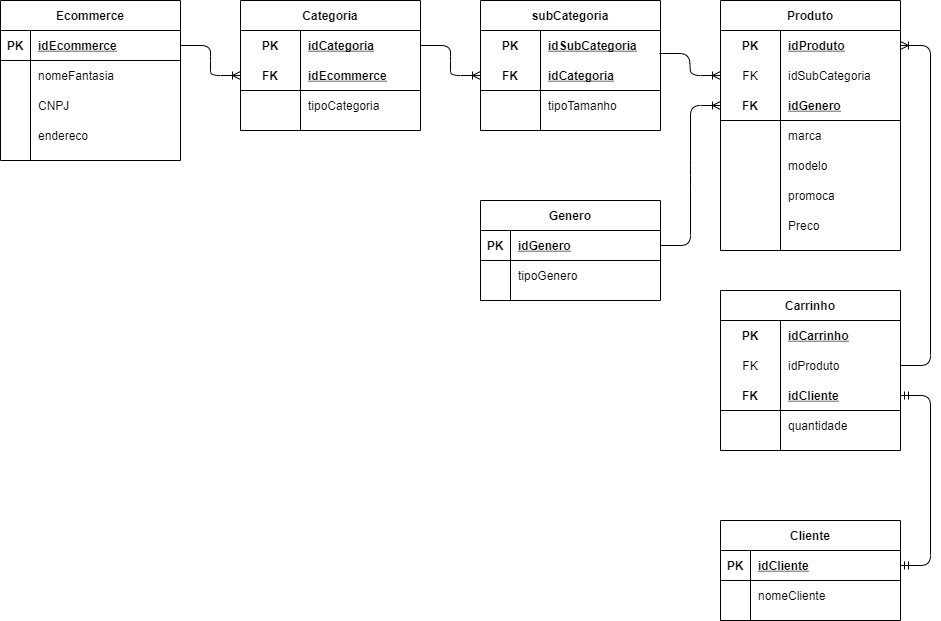 Ecommerce
PK idEcommerce
nomeFantasia
CNPJ
endereco
Categoria
PK idCategoria
FK idEcommerce
tipoCategoria
subCategoria
PK idSubCategoria
FK idCategoria
tipoTamanho
Produto
PK idProduto
FK idSubCategoria
FK idGenero
marca
modelo
promoca
Preco
Genero
PK idGenero
tipoGenero
Carrinho
PK idCarrinho
FK idProduto
FK idCliente
quantidade
Cliente
PK idCliente
nomeCliente